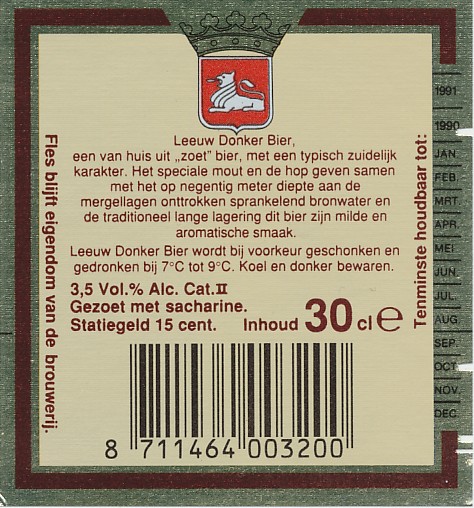 Leeuw Donker Bier,
een van huis uit „zoet” bier, met een typisch zuidelijk
karakter. Het speciale mout en de hop geven samen
met het op negentig meter diepte aan de
mergellagen onttrokken sprankelend bronwater en
de traditioneel lange lagering dit bier zijn milde en
aromatische smaak.
Leeuw Donker Bier wordt bij voorkeur geschonken en
gedronken bij 7°C tot 9°C. Koel en donker bewaren.
3,5 Vol.% Alc. Cat.II
Gezoet met sacharine.
Statiegeld 15 cent. Inhoud 30 cl e
8 711464 003200
Fles blijft eigendom van de brouwerij.
Tenminste houdbaar tot:
1991
1990
JAN
FEB.
MRT.
APR.
MEI
JUN.
JUL.
AUG.
SEP.
OCT
NOV.
DEC